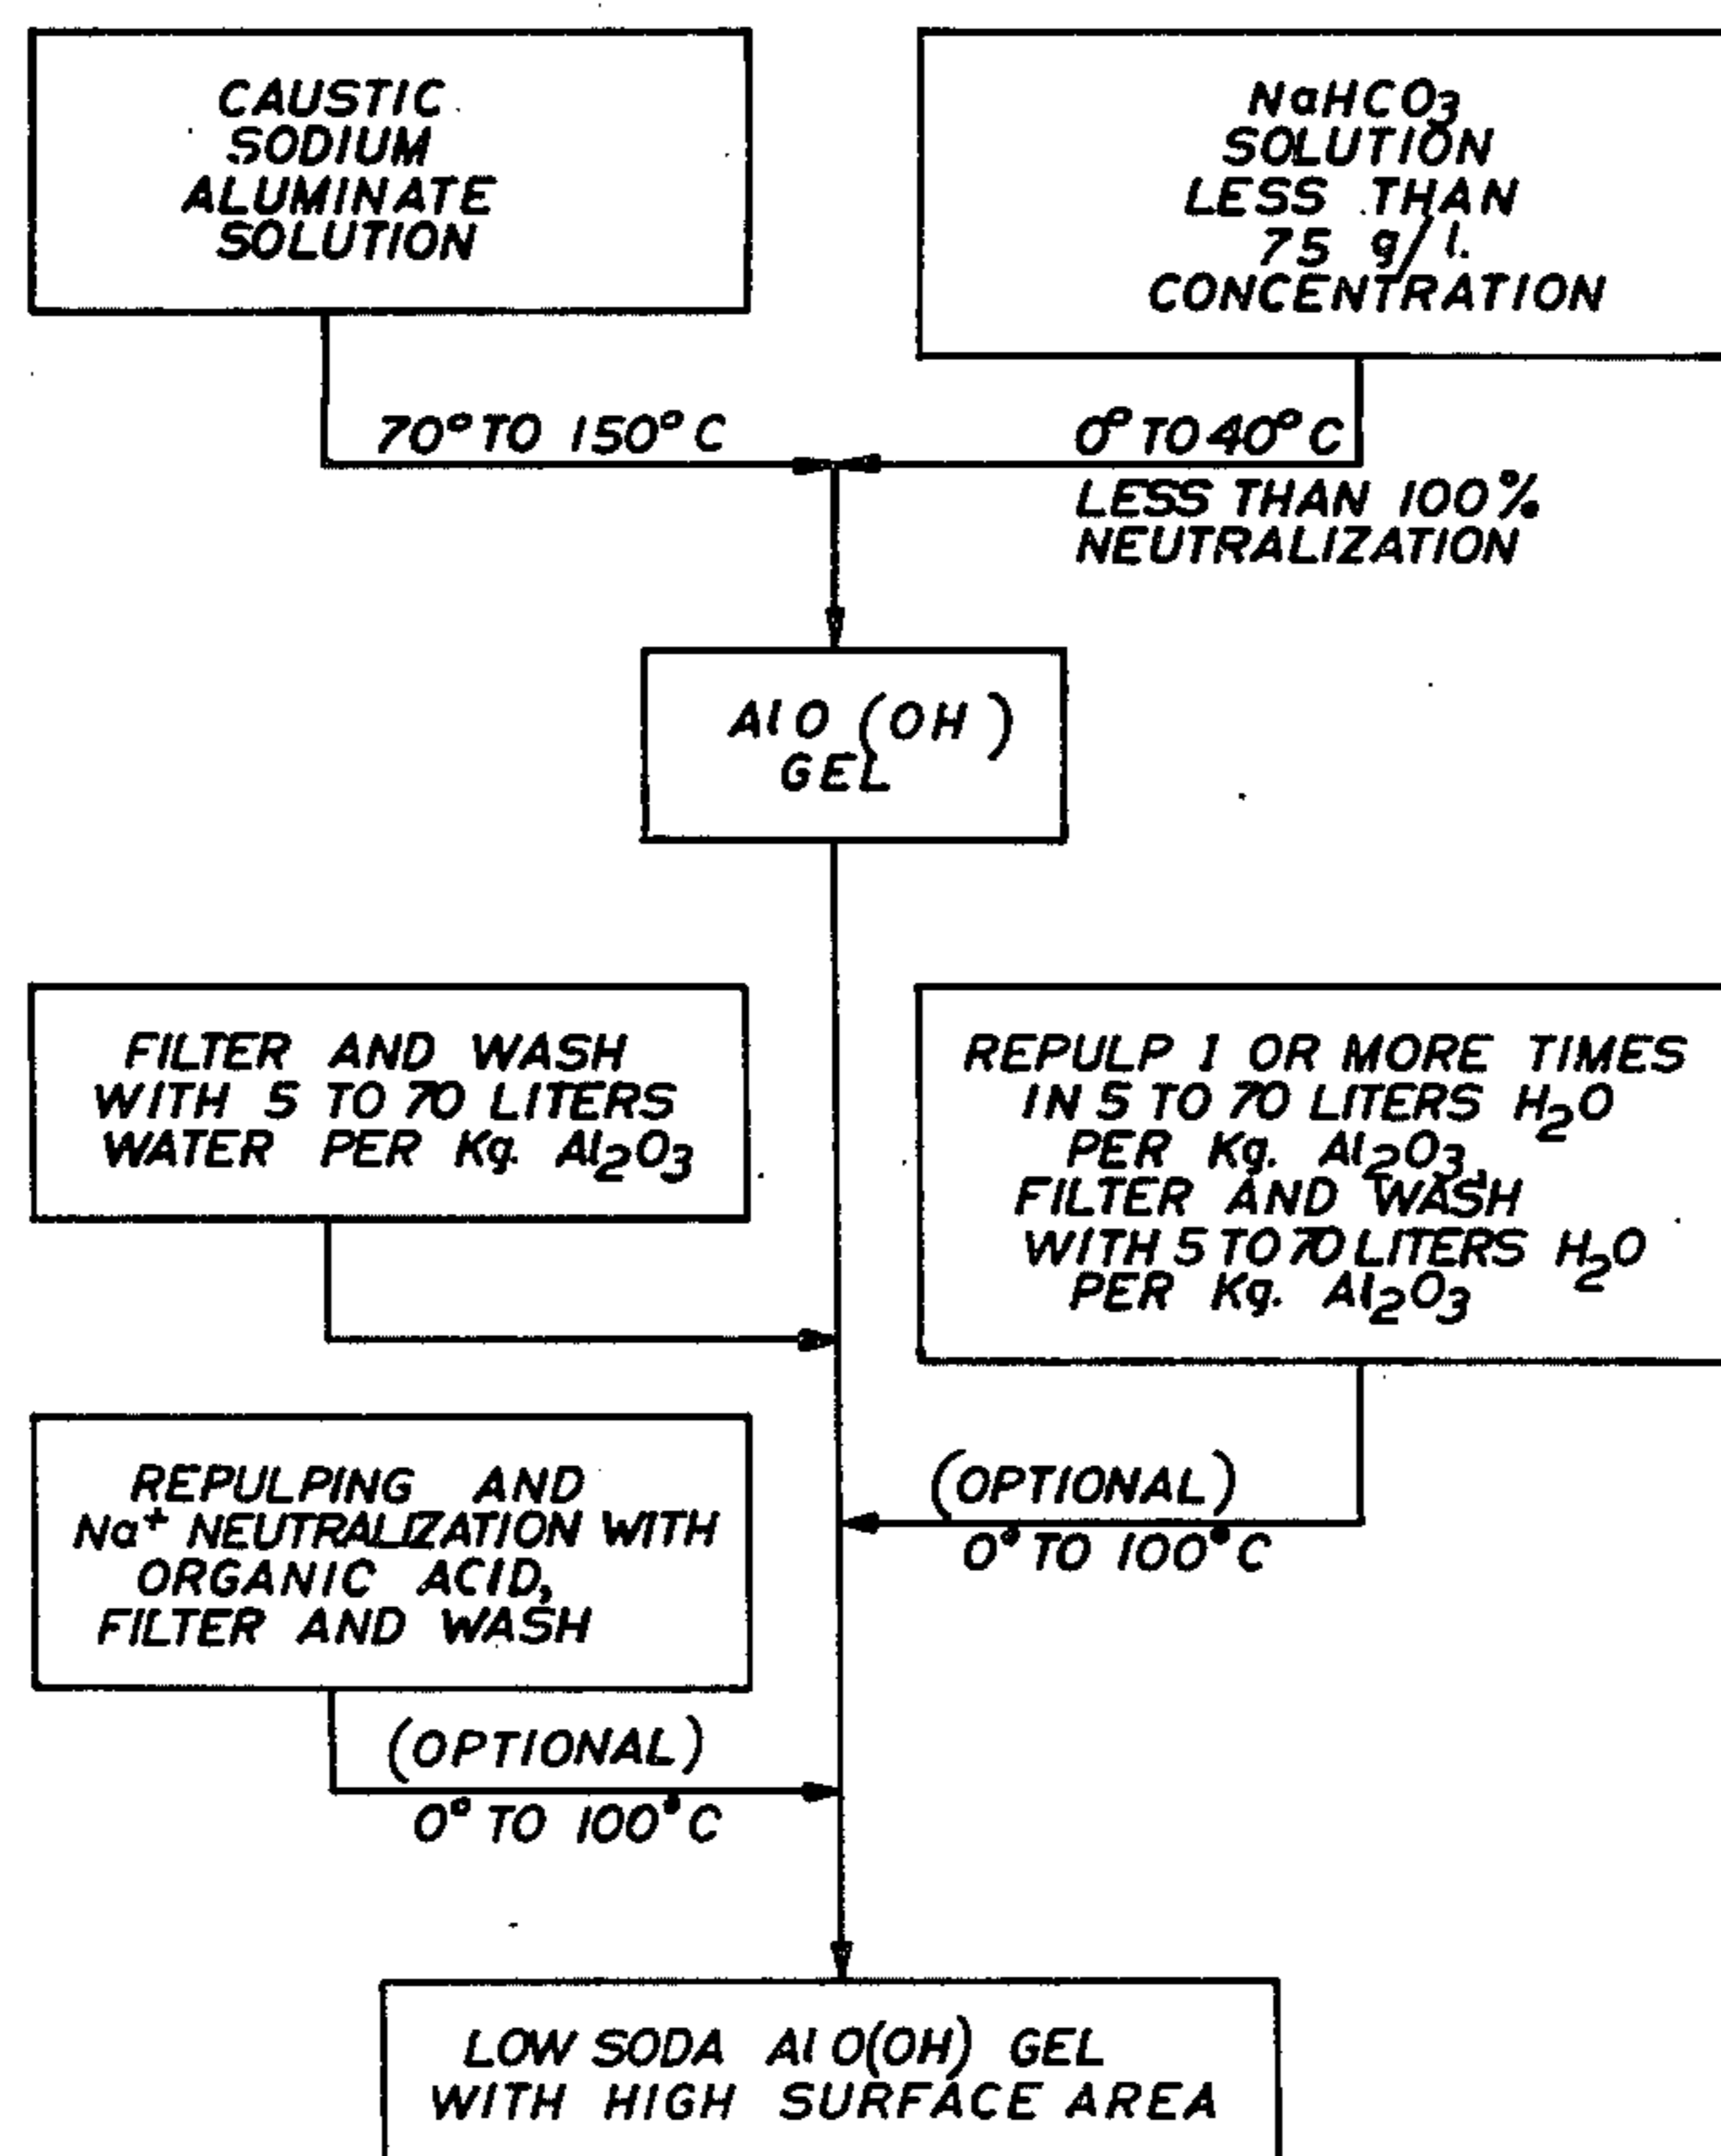 CAUSTIC
SODIUM
ALUMINATE
SOLUTION
NaHCO3
SOLUTION
LESS THAN
75 g/l.
CONCENTRATION
70° TO 150° C
0° TO 40° C
LESS THAN 100%
NEUTRALIZATION
AlO(OH)
GEL
FILTER AND WASH
WITH 5 TO 70 LITERS
WATER PER Kg. Al2O3
REPULP 1 OR MORE TIMES
IN 5 TO 70 LITERS H2O
PER Kg. Al2O3,
FILTER AND WASH
WITH 5 TO 70 LITERS H2O
PER Kg. Al2O3
(OPTIONAL)
0° TO 100° C
REPULPING AND
Na+ NEUTRALIZATION WITH
ORGANIC ACID,
FILTER AND WASH
(OPTIONAL)
0° TO 100° C
LOW SODA AlO(OH) GEL
WITH HIGH SURFACE AREA